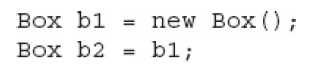 Box b1 = new Box();
Box b2 = b1;